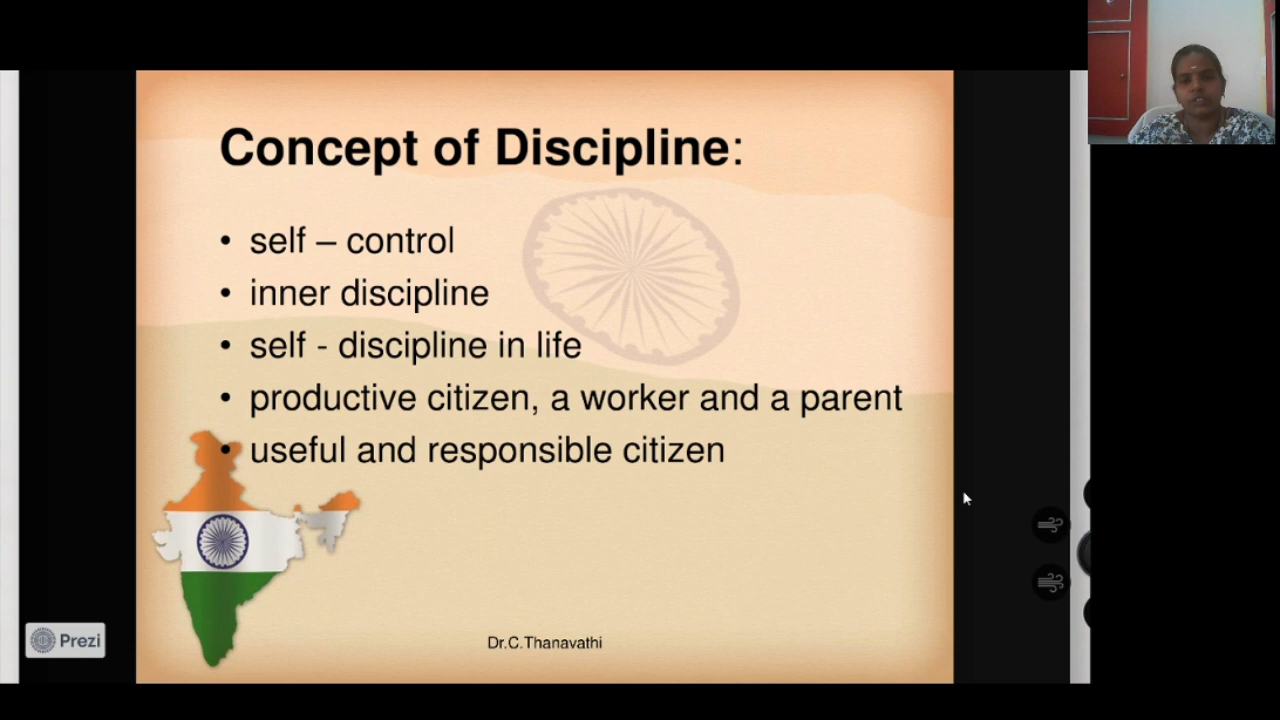 Concept of Discipline:
• self – control
• inner discipline
• self - discipline in life
• productive citizen, a worker and a parent
• useful and responsible citizen
Dr.C.Thanavathi
Prezi